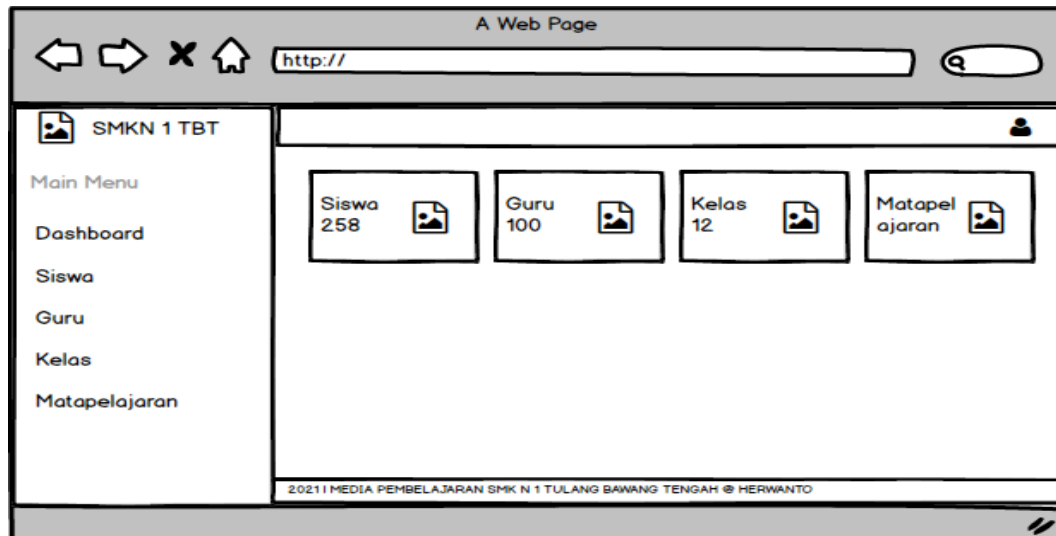 A Web Page
http://
SMKN 1 TBT
Main Menu
Dashboard
Siswa
Guru
Kelas
Matapelajaran
Siswa
258
Guru
100
Kelas
12
Matapel
ajaran
2021 | MEDIA PEMBELAJARAN SMK N 1 TULANG BAWANG TENGAH @ HERWANTO